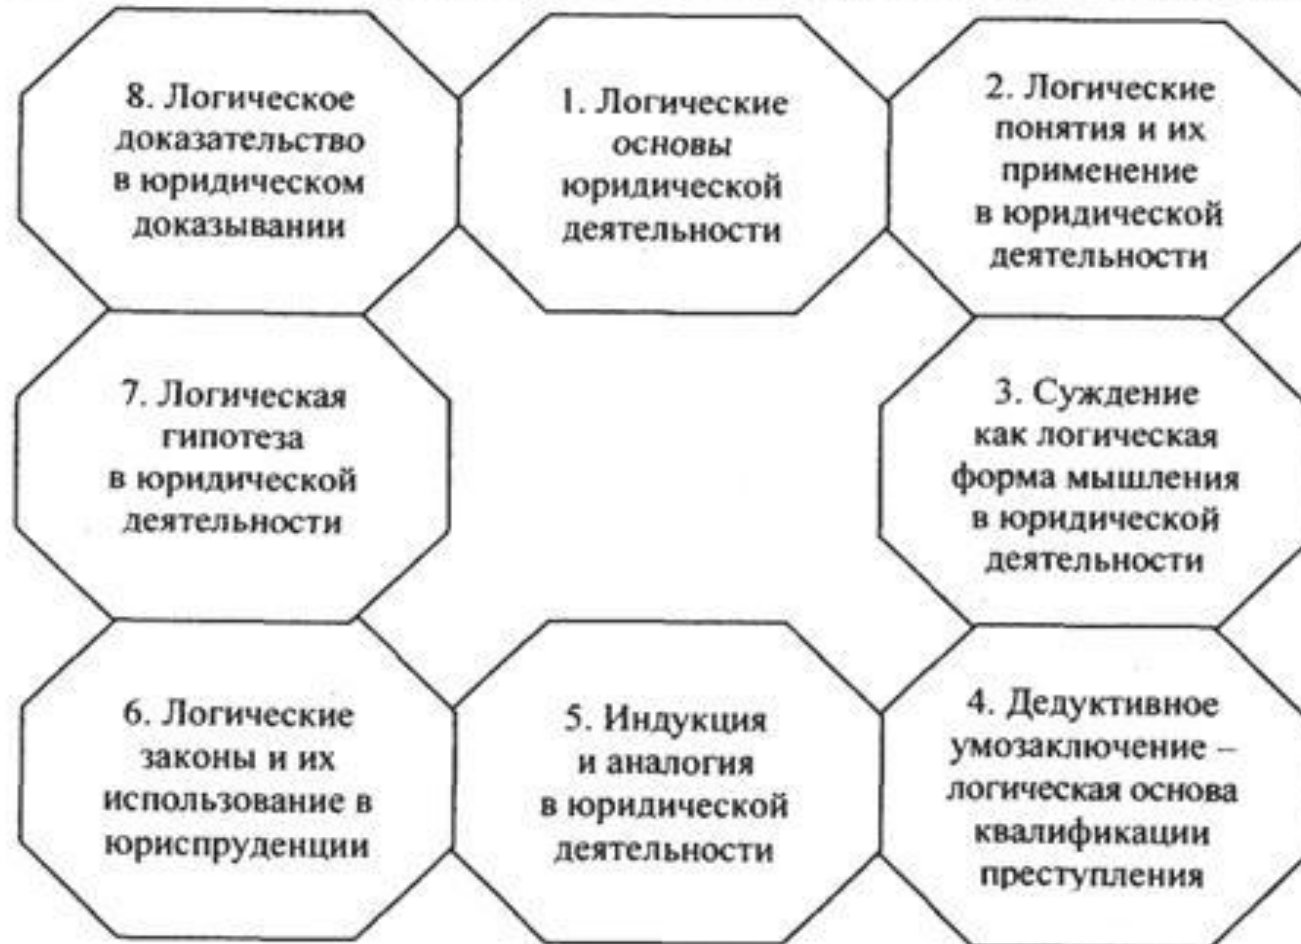 8. Логическое
доказательство
в юридическом
доказывании
1. Логические
основы
юридической
деятельности
2. Логические
понятия и их
применение
в юридической
деятельности
7. Логическая
гипотеза
в юридической
деятельности
3. Суждение
как логическая
форма мышления
в юридической
деятельности
6. Логические
законы и их
использование в
юриспруденции
5. Индукция
и аналогия
в юридической
деятельности
4. Дедуктивное
умозаключение –
логическая основа
квалификации
преступления